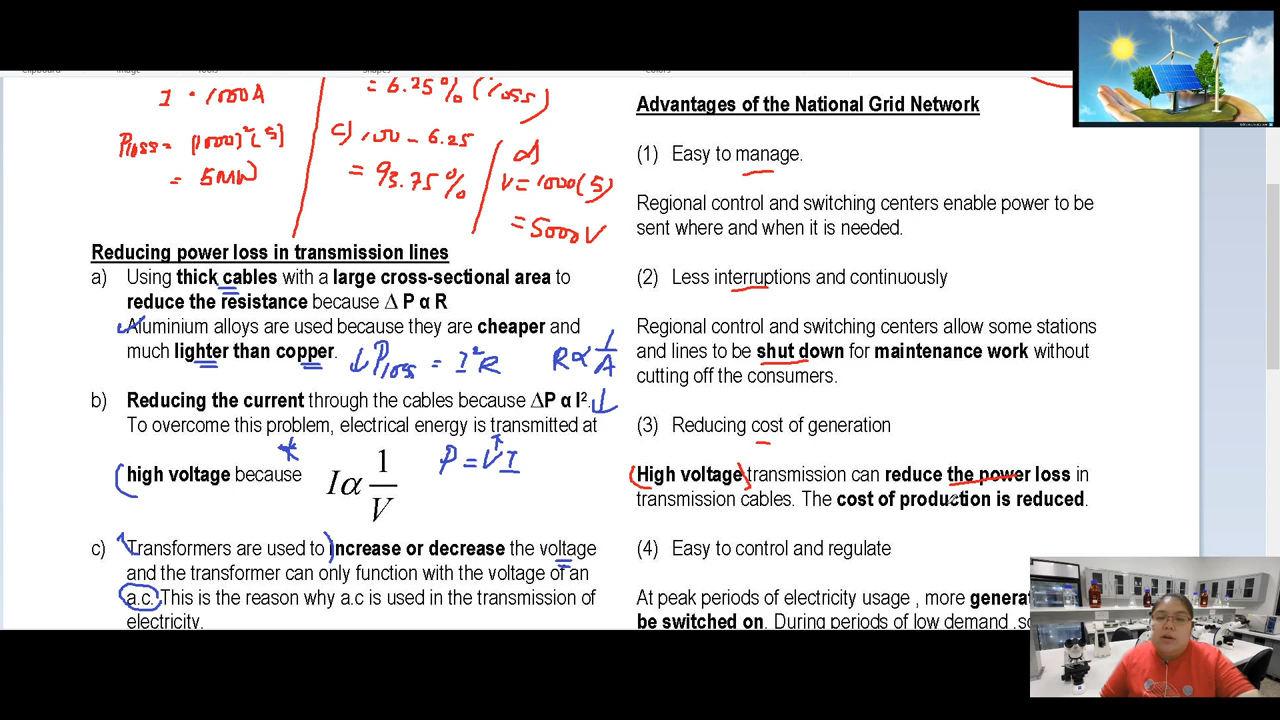 Clipboard Image Tools Shapes Colors
I = 1000A
Ploss = (1000)²(5)
= 5MW
= 6.25% (loss)
c) 100 - 6.25
= 93.75%
d)
V = 1000(5)
= 5000V
Reducing power loss in transmission lines
a) Using thick cables with a large cross-sectional area to
reduce the resistance because Δ P α R
Aluminium alloys are used because they are cheaper and
much lighter than copper.
↓Ploss = I²R R∝1/A
b) Reducing the current through the cables because ΔP α I². ↓
To overcome this problem, electrical energy is transmitted at
high voltage because I α 1/V
P = V↑I
c) Transformers are used to increase or decrease the voltage
and the transformer can only function with the voltage of an
a.c. This is the reason why a.c is used in the transmission of
electricity.
Advantages of the National Grid Network
(1) Easy to manage.
Regional control and switching centers enable power to be
sent where and when it is needed.
(2) Less interruptions and continuously
Regional control and switching centers allow some stations
and lines to be shut down for maintenance work without
cutting off the consumers.
(3) Reducing cost of generation
High voltage transmission can reduce the power loss in
transmission cables. The cost of production is reduced.
(4) Easy to control and regulate
At peak periods of electricity usage , more
be switched on. During periods of low demand